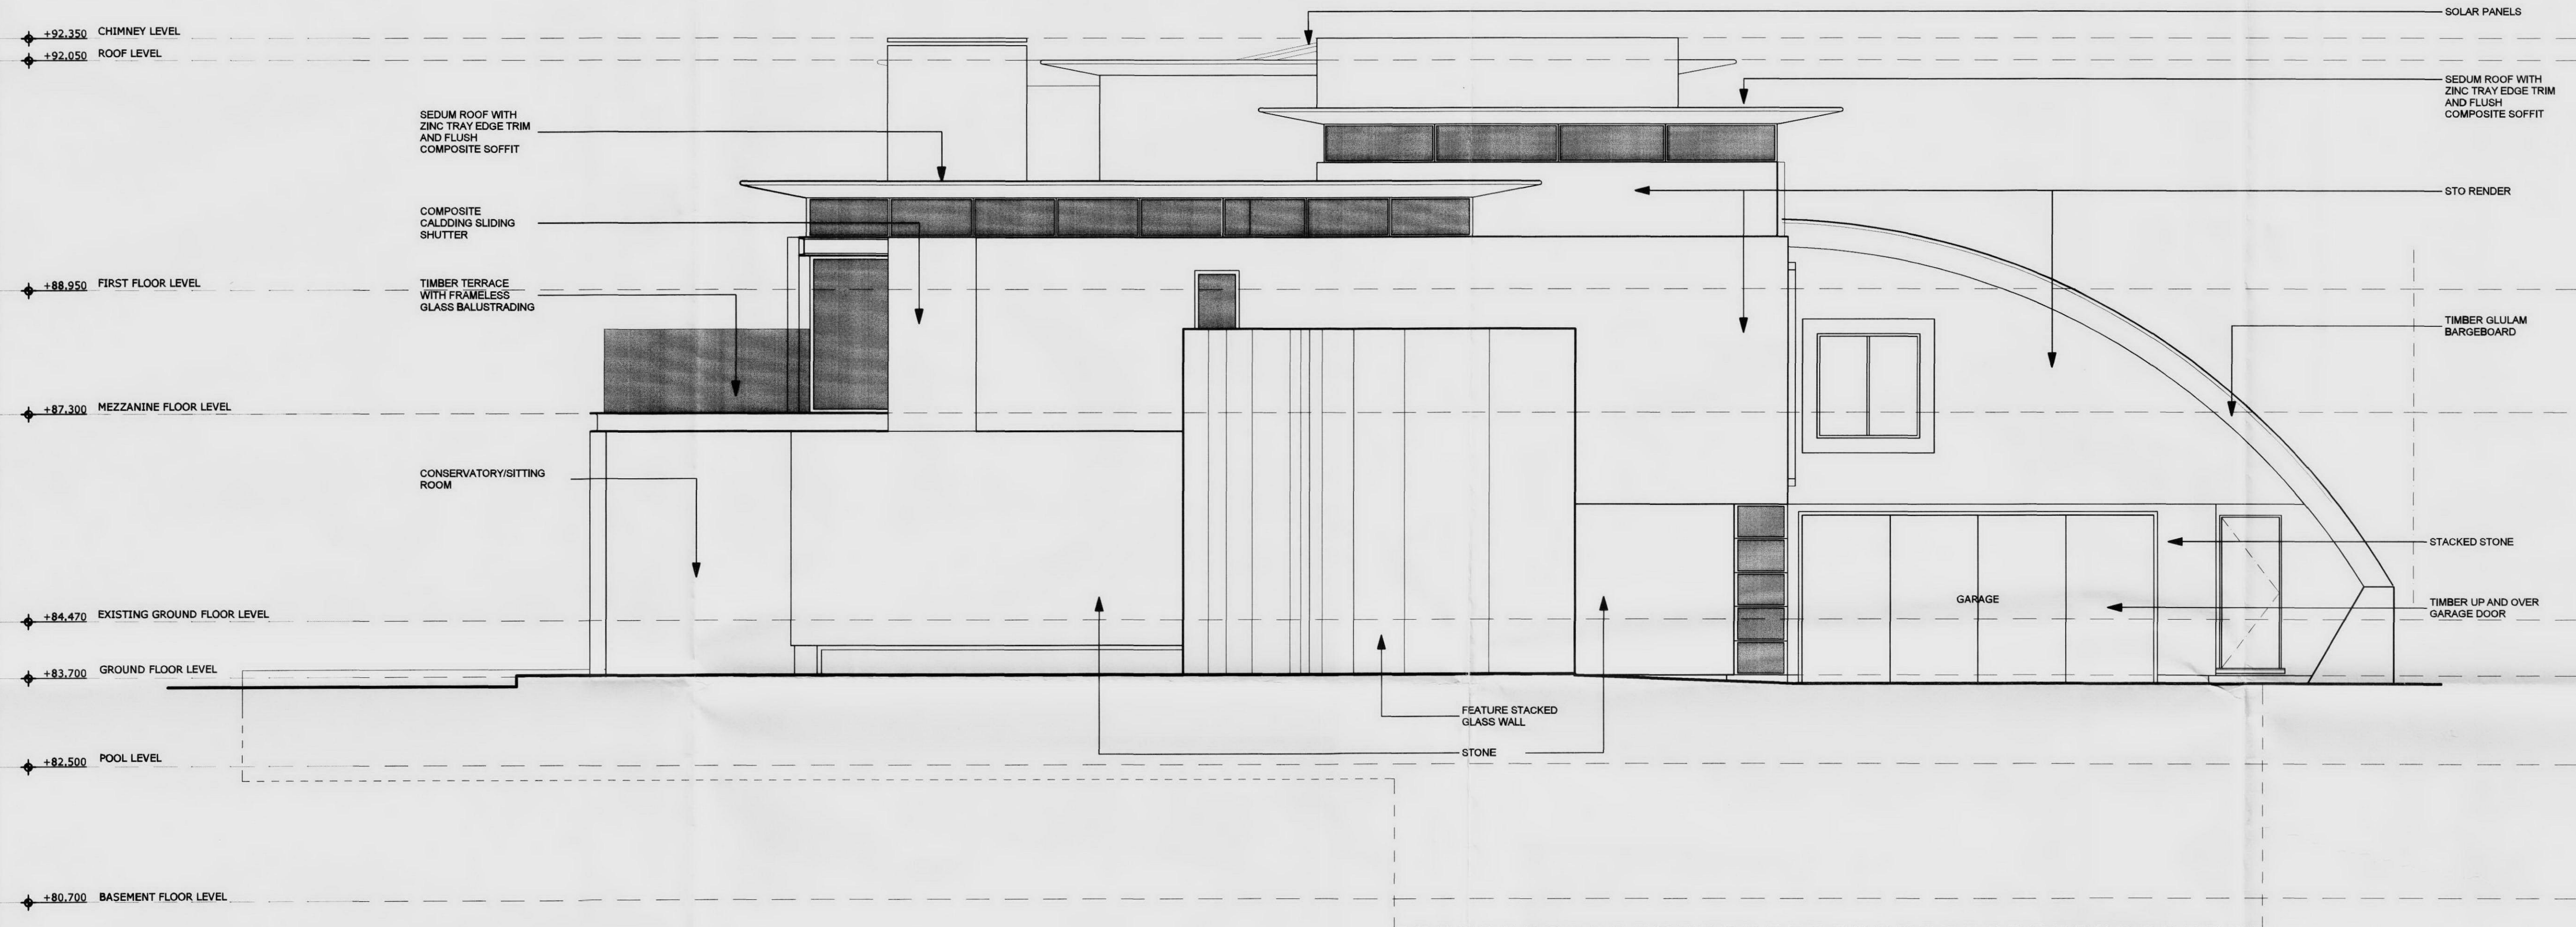 +92.350 CHIMNEY LEVEL
+92.050 ROOF LEVEL
+88.950 FIRST FLOOR LEVEL
+87.300 MEZZANINE FLOOR LEVEL
+84.470 EXISTING GROUND FLOOR LEVEL
+83.700 GROUND FLOOR LEVEL
+82.500 POOL LEVEL
+80.700 BASEMENT FLOOR LEVEL
SEDUM ROOF WITH
ZINC TRAY EDGE TRIM
AND FLUSH
COMPOSITE SOFFIT
COMPOSITE
CALDDING SLIDING
SHUTTER
TIMBER TERRACE
WITH FRAMELESS
GLASS BALUSTRADING
CONSERVATORY/SITTING
ROOM
FEATURE STACKED
GLASS WALL
STONE
GARAGE
SOLAR PANELS
SEDUM ROOF WITH
ZINC TRAY EDGE TRIM
AND FLUSH
COMPOSITE SOFFIT
STO RENDER
TIMBER GLULAM
BARGEBOARD
STACKED STONE
TIMBER UP AND OVER
GARAGE DOOR